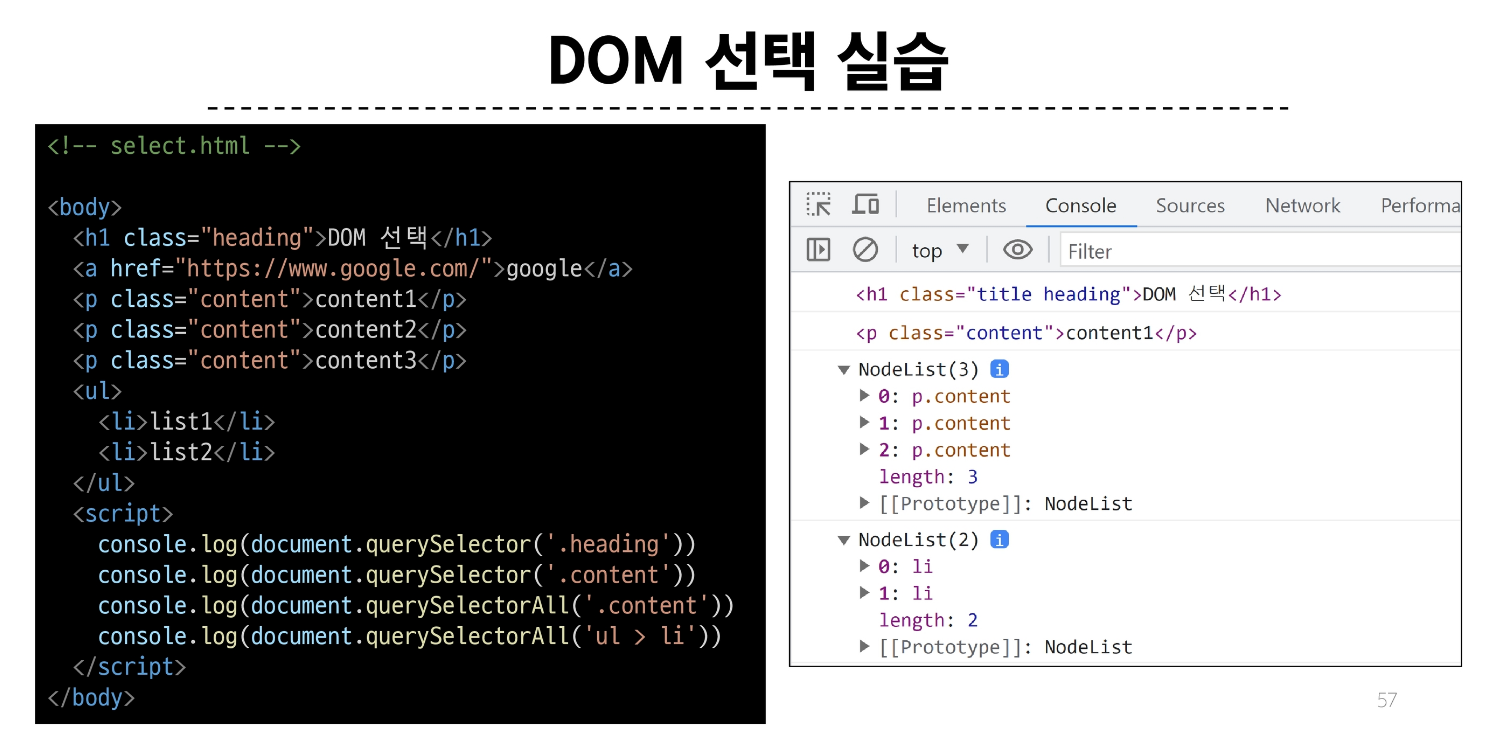 DOM 선택 실습
<!-- select.html -->
<body>
<h1 class="heading">DOM 선택</h1>
<a href="https://www.google.com/">google</a>
<p class="content">content1</p>
<p class="content">content2</p>
<p class="content">content3</p>
<ul>
<li>list1</li>
<li>list2</li>
</ul>
<script>
console.log(document.querySelector('.heading'))
console.log(document.querySelector('.content'))
console.log(document.querySelectorAll('.content'))
console.log(document.querySelectorAll('ul > li'))
</script>
</body>
Elements Console Sources Network Performa
top Filter
<h1 class="title heading">DOM 선택</h1>
<p class="content">content1</p>
NodeList(3) i
0: p.content
1: p.content
2: p.content
length: 3
[[Prototype]]: NodeList
NodeList(2) i
0: li
1: li
length: 2
[[Prototype]]: NodeList
57